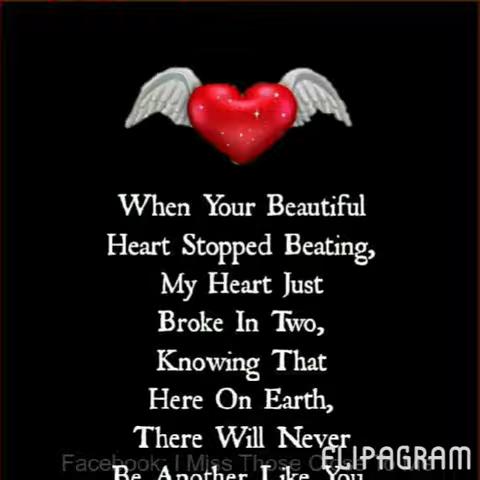 When Your Beautiful
Heart Stopped Beating,
My Heart Just
Broke In Two,
Knowing That
Here On Earth,
There Will Never
FLIPAGRAM
Facebook: I Miss Those
Be Another Like You